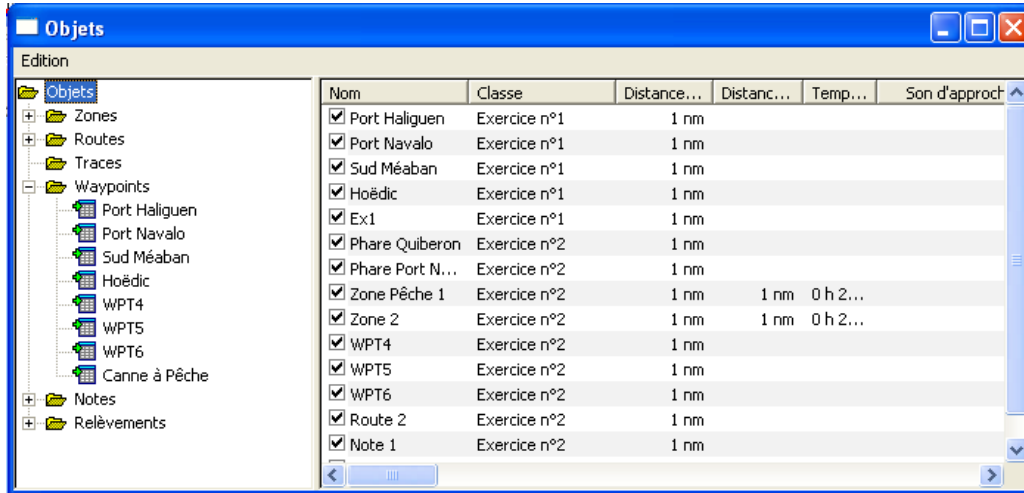 Objets
Edition
Objets
Zones
Routes
Traces
Waypoints
Port Haliguen
Port Navalo
Sud Méaban
Hoëdic
WPT4
WPT5
WPT6
Canne à Pêche
Notes
Relèvements
Nom Classe Distance... Distanc... Temp... Son d'approch
Port Haliguen Exercice n°1 1 nm
Port Navalo Exercice n°1 1 nm
Sud Méaban Exercice n°1 1 nm
Hoëdic Exercice n°1 1 nm
Ex1 Exercice n°1 1 nm
Phare Quiberon Exercice n°2 1 nm
Phare Port N... Exercice n°2 1 nm
Zone Pêche 1 Exercice n°2 1 nm 1 nm 0 h 2...
Zone 2 Exercice n°2 1 nm 1 nm 0 h 2...
WPT4 Exercice n°2 1 nm
WPT5 Exercice n°2 1 nm
WPT6 Exercice n°2 1 nm
Route 2 Exercice n°2 1 nm
Note 1 Exercice n°2 1 nm